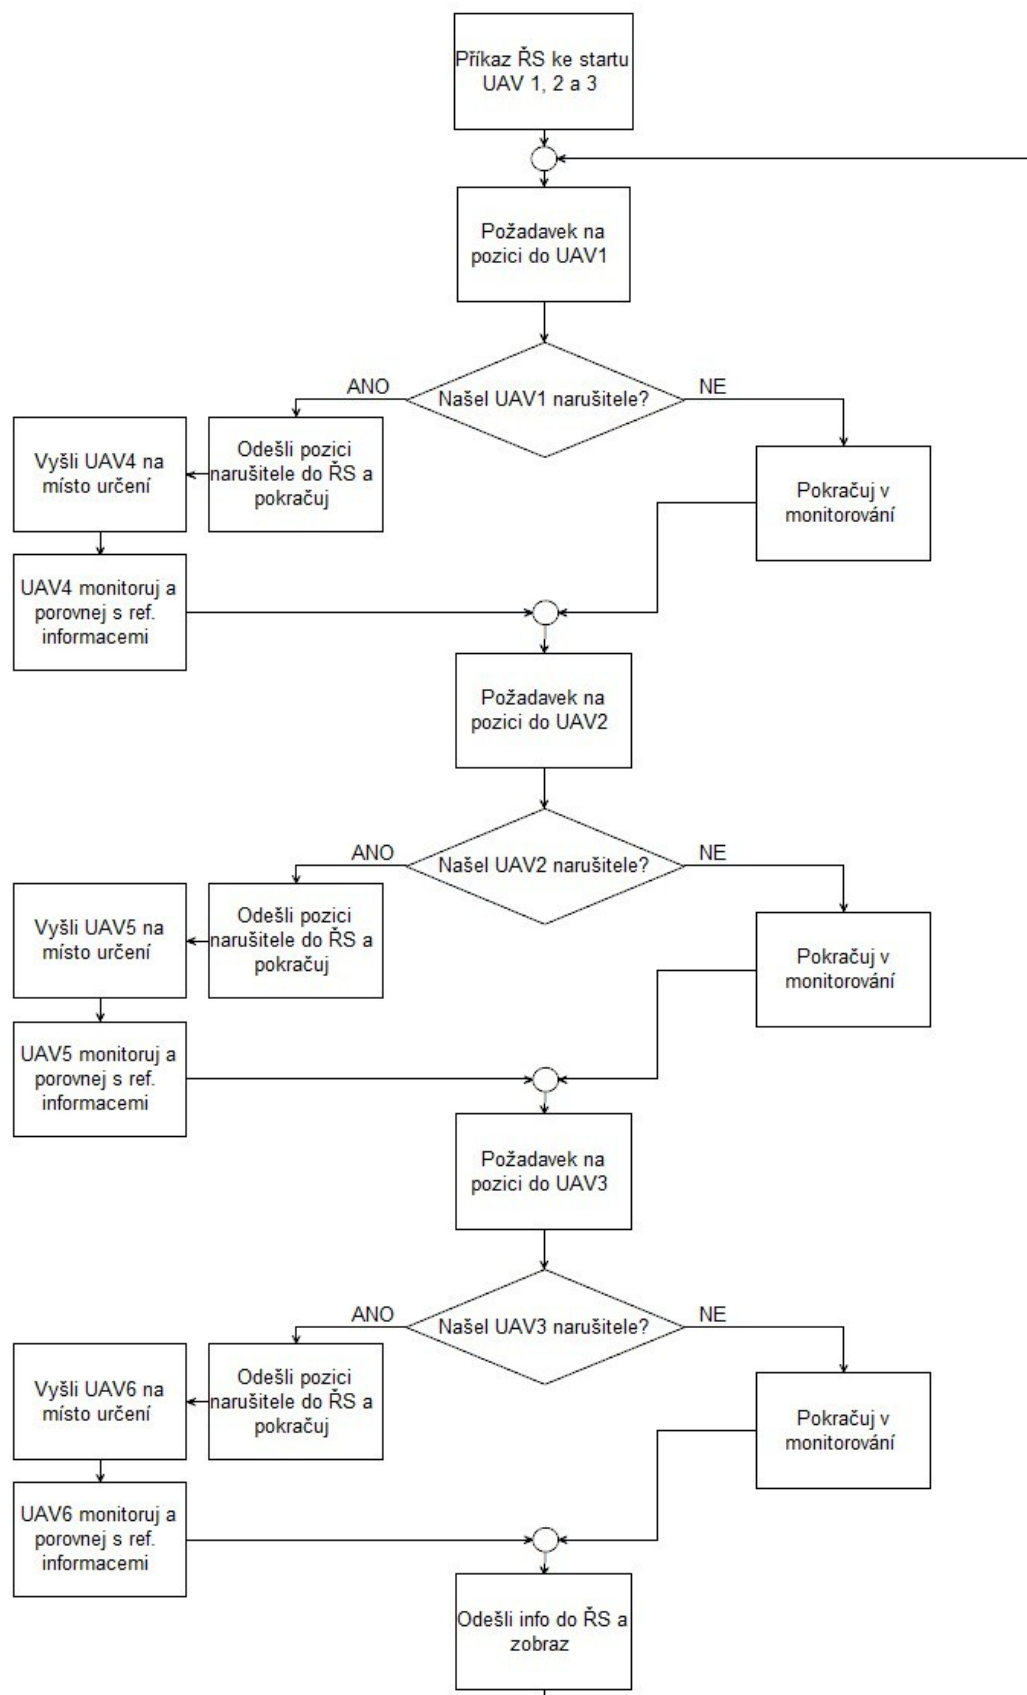 Příkaz ŘS ke startu
UAV 1, 2 a 3
Požadavek na
pozici do UAV1
Našel UAV1 narušitele?
ANO
NE
Odešli pozici
narušitele do ŘS a
pokračuj
Vyšli UAV4 na
místo určení
UAV4 monitoruj a
porovnej s ref.
informacemi
Pokračuj v
monitorování
Požadavek na
pozici do UAV2
Našel UAV2 narušitele?
ANO
NE
Odešli pozici
narušitele do ŘS a
pokračuj
Vyšli UAV5 na
místo určení
UAV5 monitoruj a
porovnej s ref.
informacemi
Pokračuj v
monitorování
Požadavek na
pozici do UAV3
Našel UAV3 narušitele?
ANO
NE
Odešli pozici
narušitele do ŘS a
pokračuj
Vyšli UAV6 na
místo určení
UAV6 monitoruj a
porovnej s ref.
informacemi
Pokračuj v
monitorování
Odešli info do ŘS a
zobraz